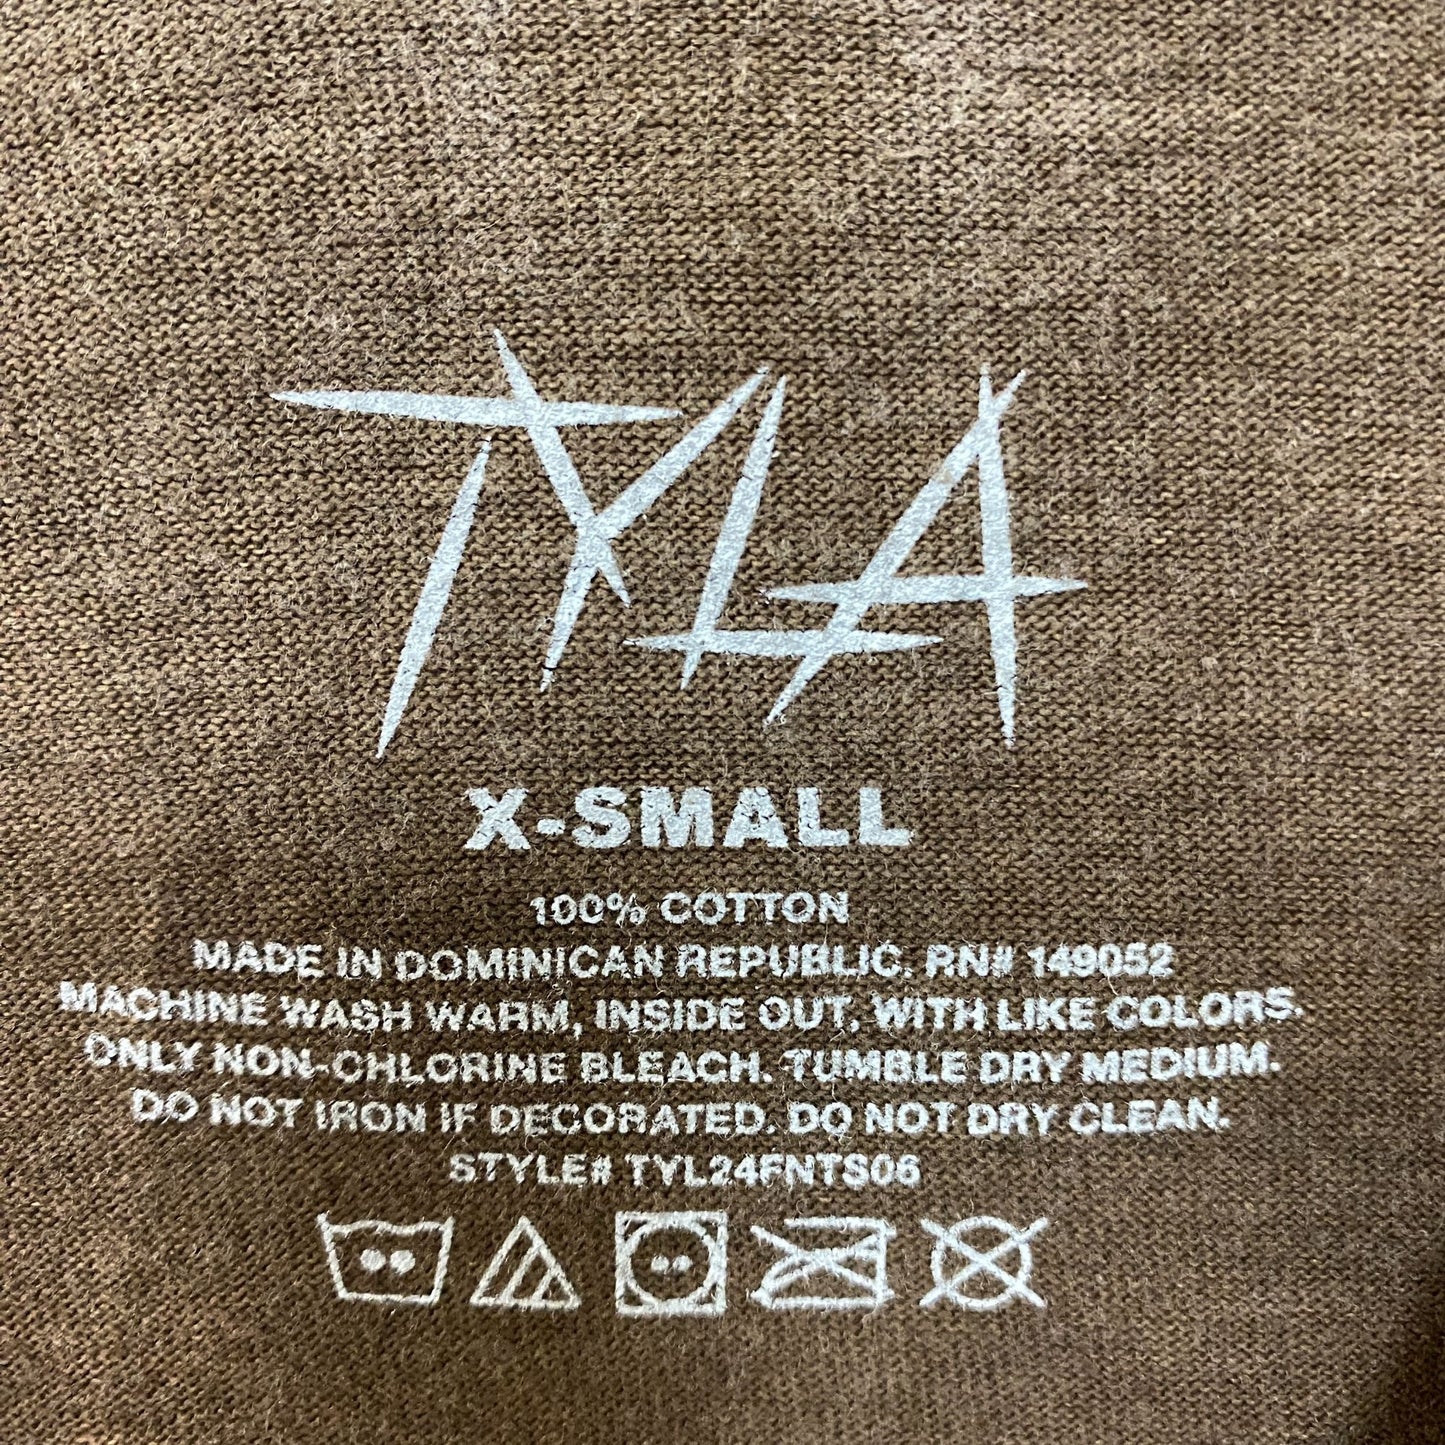 TYLA
X-SMALL
100% COTTON
MADE IN DOMINICAN REPUBLIC. RN# 149052
MACHINE WASH WARM, INSIDE OUT, WITH LIKE COLORS.
ONLY NON-CHLORINE BLEACH. TUMBLE DRY MEDIUM.
DO NOT IRON IF DECORATED. DO NOT DRY CLEAN.
STYLE# TYL24FNTS06